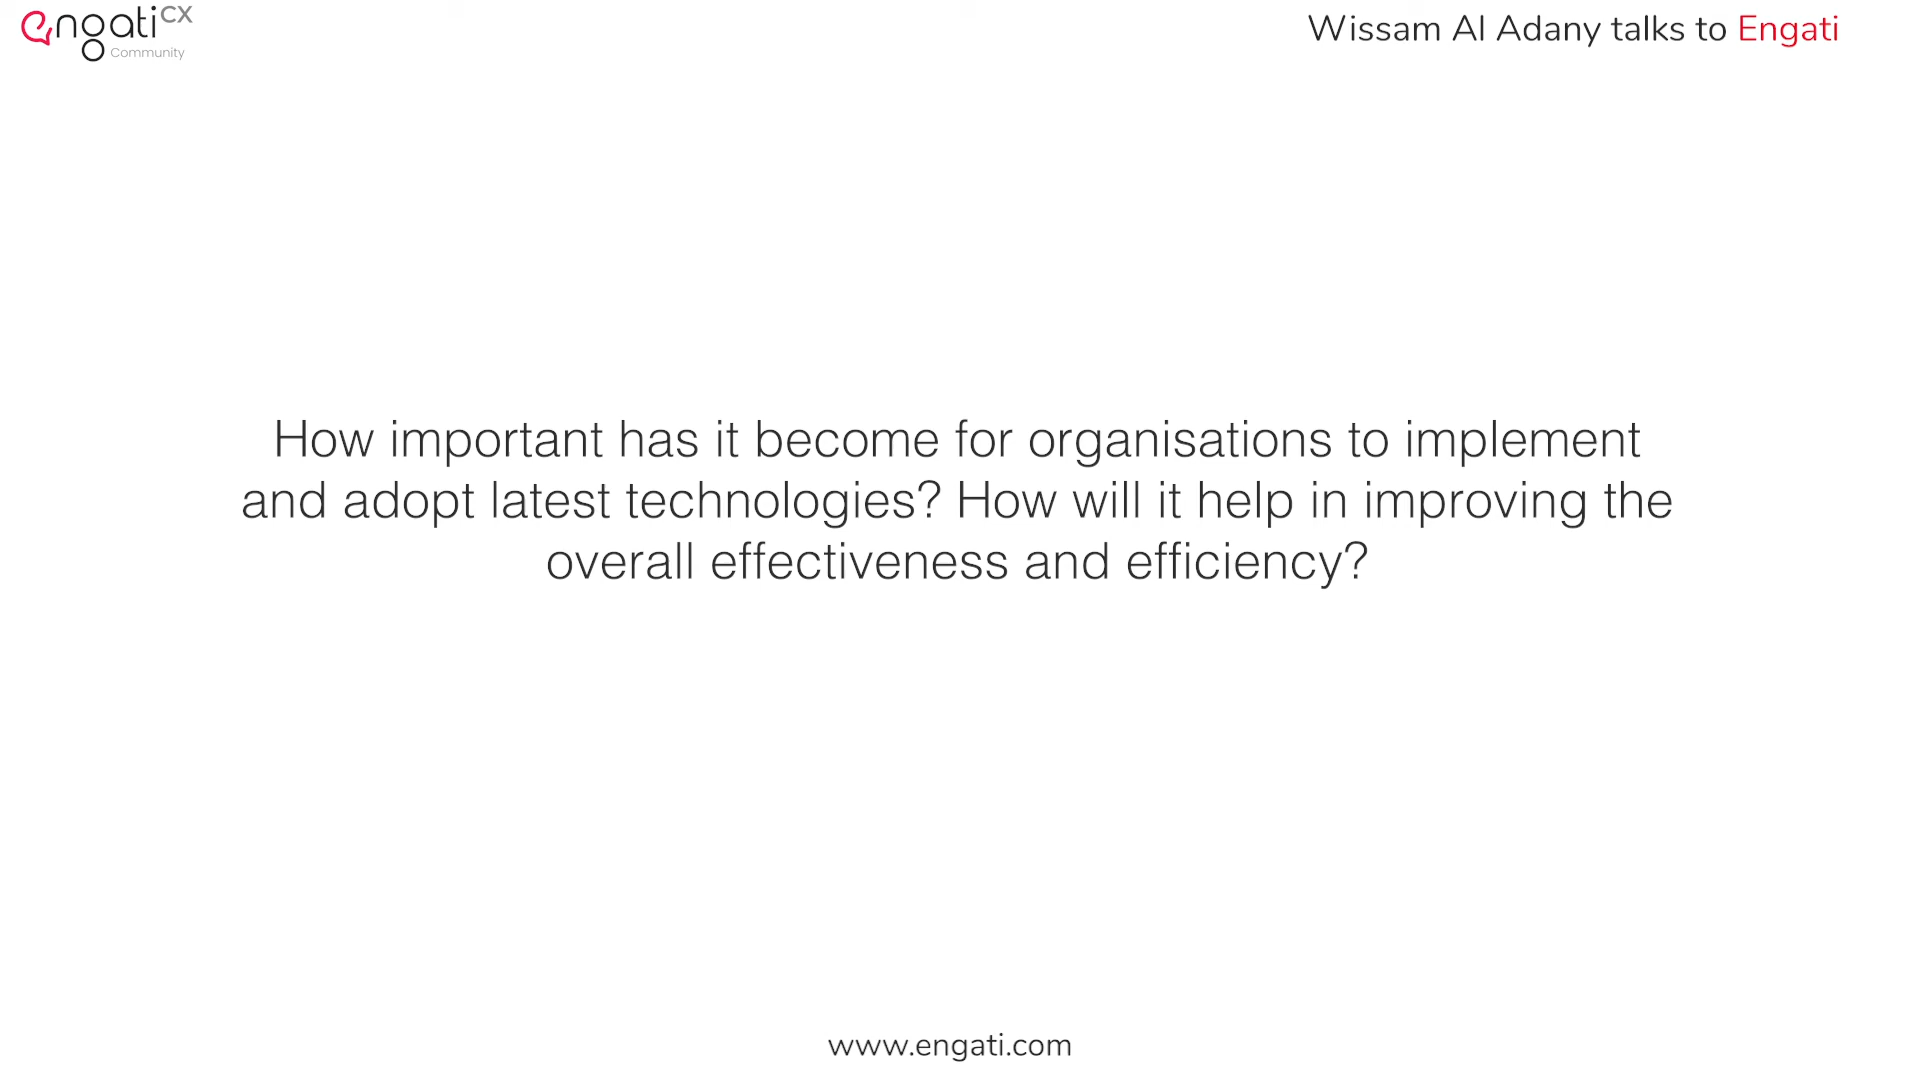 engati CX
Community
Wissam Al Adany talks to Engati
How important has it become for organisations to implement
and adopt latest technologies? How will it help in improving the
overall effectiveness and efficiency?
www.engati.com